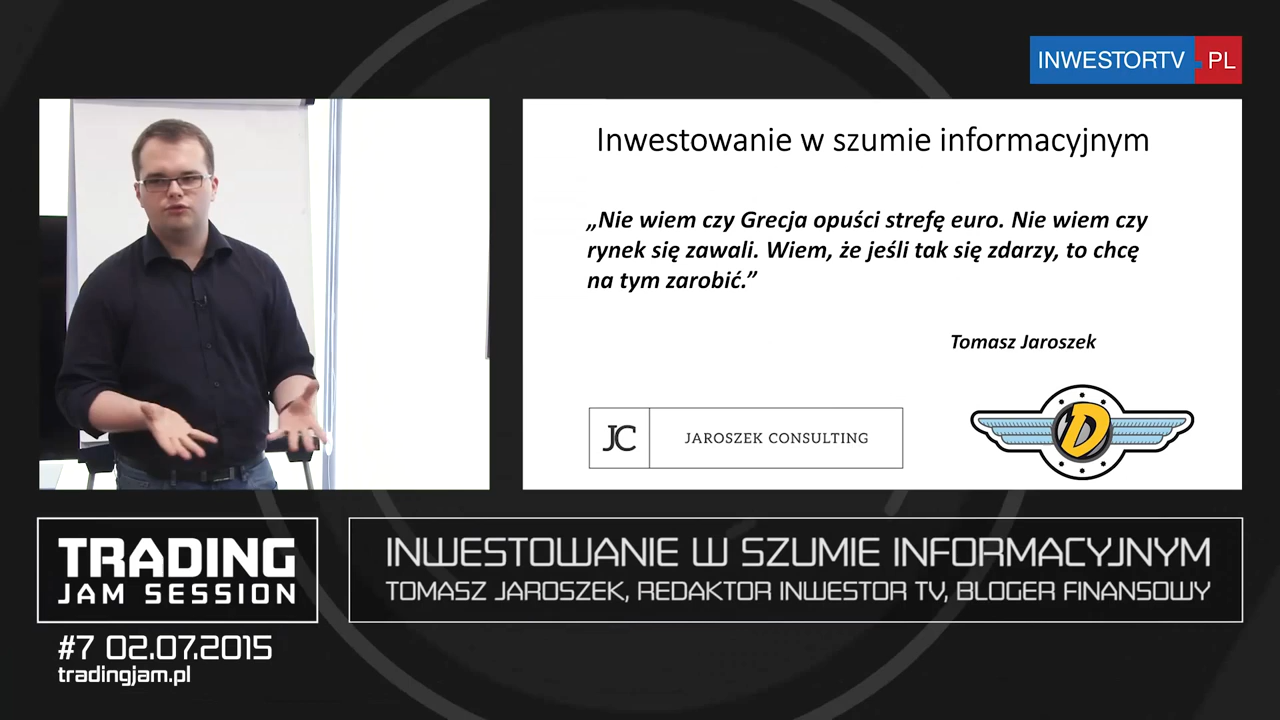 INWESTORTV.PL
Inwestowanie w szumie informacyjnym
„Nie wiem czy Grecja opuści strefę euro. Nie wiem czy
rynek się zawali. Wiem, że jeśli tak się zdarzy, to chcę
na tym zarobić.”
Tomasz Jaroszek
JC JAROSZEK CONSULTING
D
TRADING
JAM SESSION
INWESTOWANIE W SZUMIE INFORMACYJNYM
TOMASZ JAROSZEK, REDAKTOR INWESTOR TV, BLOGER FINANSOWY
#7 02.07.2015
tradingjam.pl